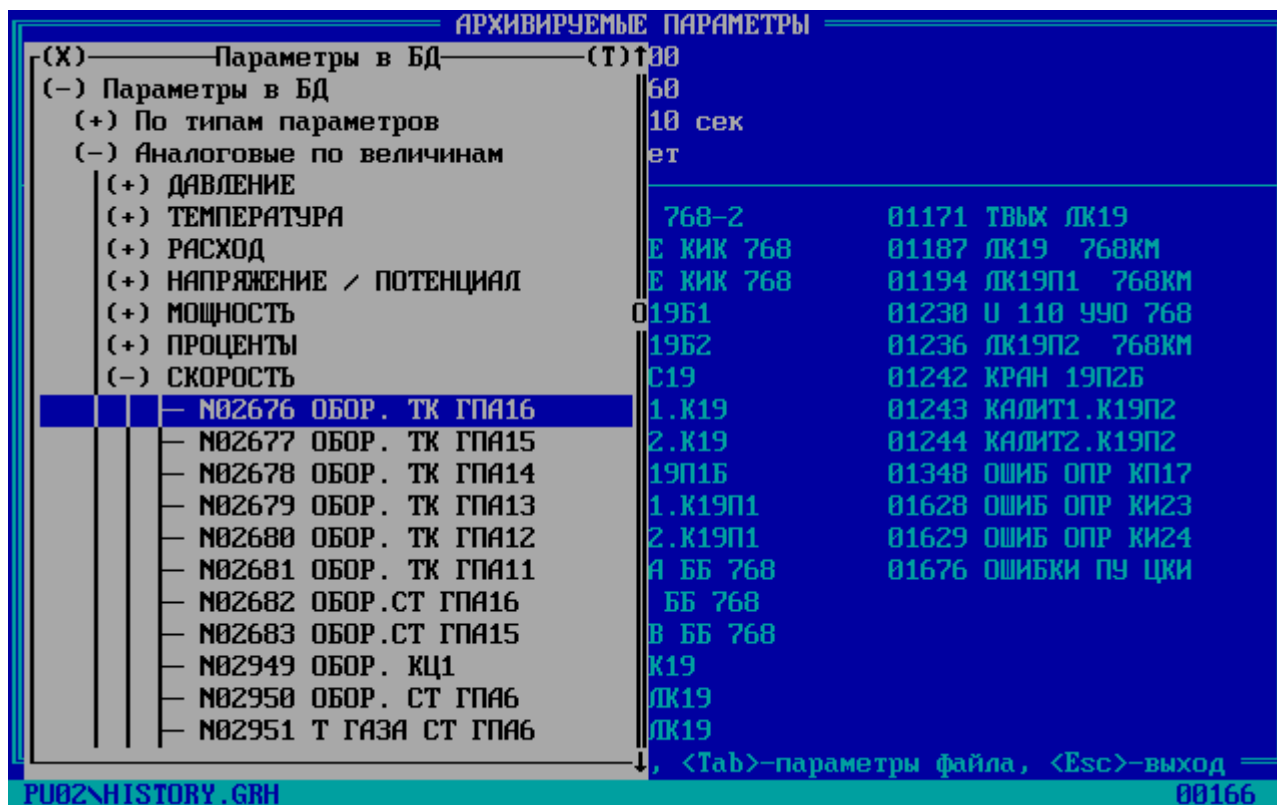 АРХИВИРУЕМЫЕ ПАРАМЕТРЫ
(X) Параметры в БД (T)↑00
(-) Параметры в БД 60
(+) По типам параметров 10 сек
(-) Аналоговые по величинам ет
(+) ДАВЛЕНИЕ
(+) ТЕМПЕРАТУРА 768-2 01171 ТВЫХ ЛК19
(+) РАСХОД Е КИК 768 01187 ЛК19 768КМ
(+) НАПРЯЖЕНИЕ / ПОТЕНЦИАЛ Е КИК 768 01194 ЛК19П1 768КМ
(+) МОЩНОСТЬ 019Б1 01230 U 110 УУО 768
(+) ПРОЦЕНТЫ 19Б2 01236 ЛК19П2 768КМ
(-) СКОРОСТЬ С19 01242 КРАН 19П2Б
N02676 ОБОР. ТК ГПА16 1.К19 01243 КАЛИТ1.К19П2
N02677 ОБОР. ТК ГПА15 2.К19 01244 КАЛИТ2.К19П2
N02678 ОБОР. ТК ГПА14 19П1Б 01348 ОШИБ ОПР КП17
N02679 ОБОР. ТК ГПА13 1.К19П1 01628 ОШИБ ОПР КИ23
N02680 ОБОР. ТК ГПА12 2.К19П1 01629 ОШИБ ОПР КИ24
N02681 ОБОР. ТК ГПА11 А ББ 768 01676 ОШИБКИ ПУ ЦКИ
N02682 ОБОР.СТ ГПА16 ББ 768
N02683 ОБОР.СТ ГПА15 В ББ 768
N02949 ОБОР. КЦ1 К19
N02950 ОБОР. СТ ГПА6 ЛК19
N02951 Т ГАЗА СТ ГПА6 ЛК19
↓, <Tab>-параметры файла, <Esc>-выход
PU02\HISTORY.GRH 00166